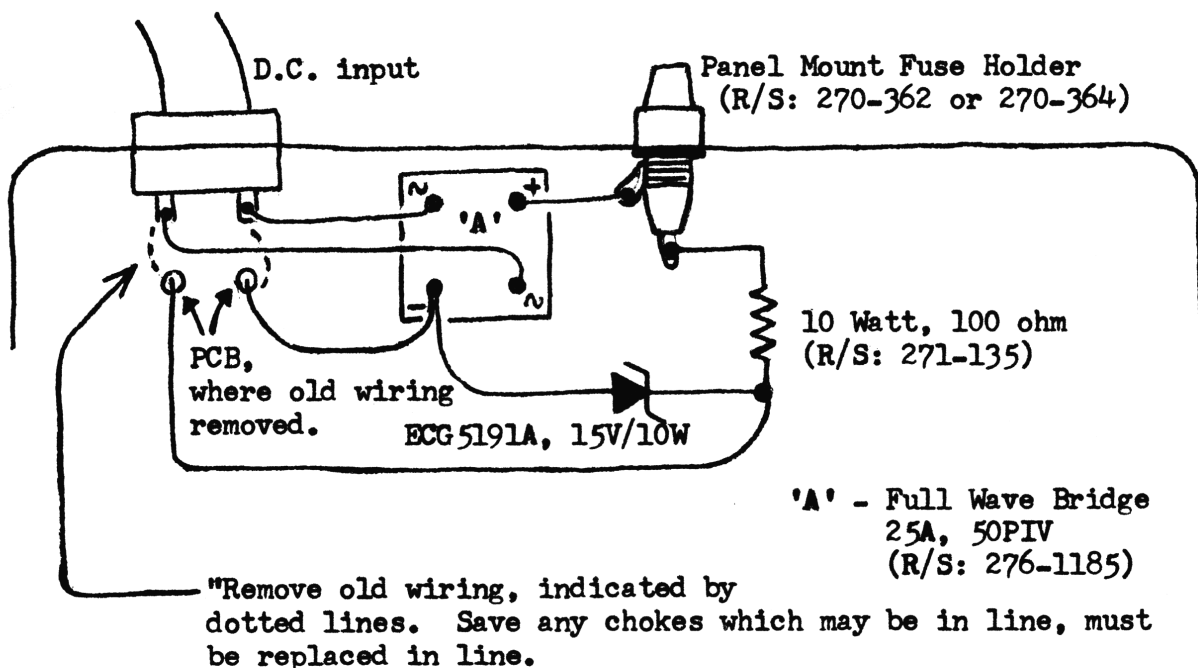 D.C. input
Panel Mount Fuse Holder
(R/S: 270-362 or 270-364)
~
+
'A'
-
~
10 Watt, 100 ohm
(R/S: 271-135)
PCB,
where old wiring
removed.
ECG5191A, 15V/10W
'A' - Full Wave Bridge
25A, 50PIV
(R/S: 276-1185)
"Remove old wiring, indicated by
dotted lines. Save any chokes which may be in line, must
be replaced in line.